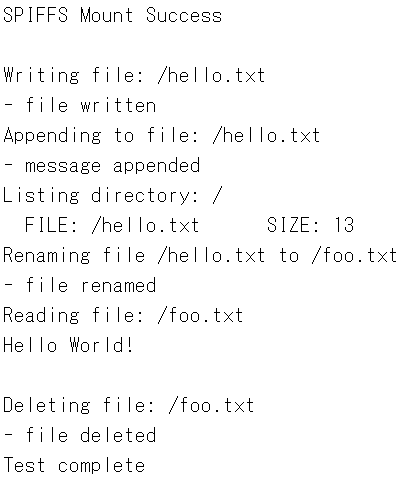 SPIFFS Mount Success
Writing file: /hello.txt
- file written
Appending to file: /hello.txt
- message appended
Listing directory: /
FILE: /hello.txt SIZE: 13
Renaming file /hello.txt to /foo.txt
- file renamed
Reading file: /foo.txt
Hello World!
Deleting file: /foo.txt
- file deleted
Test complete